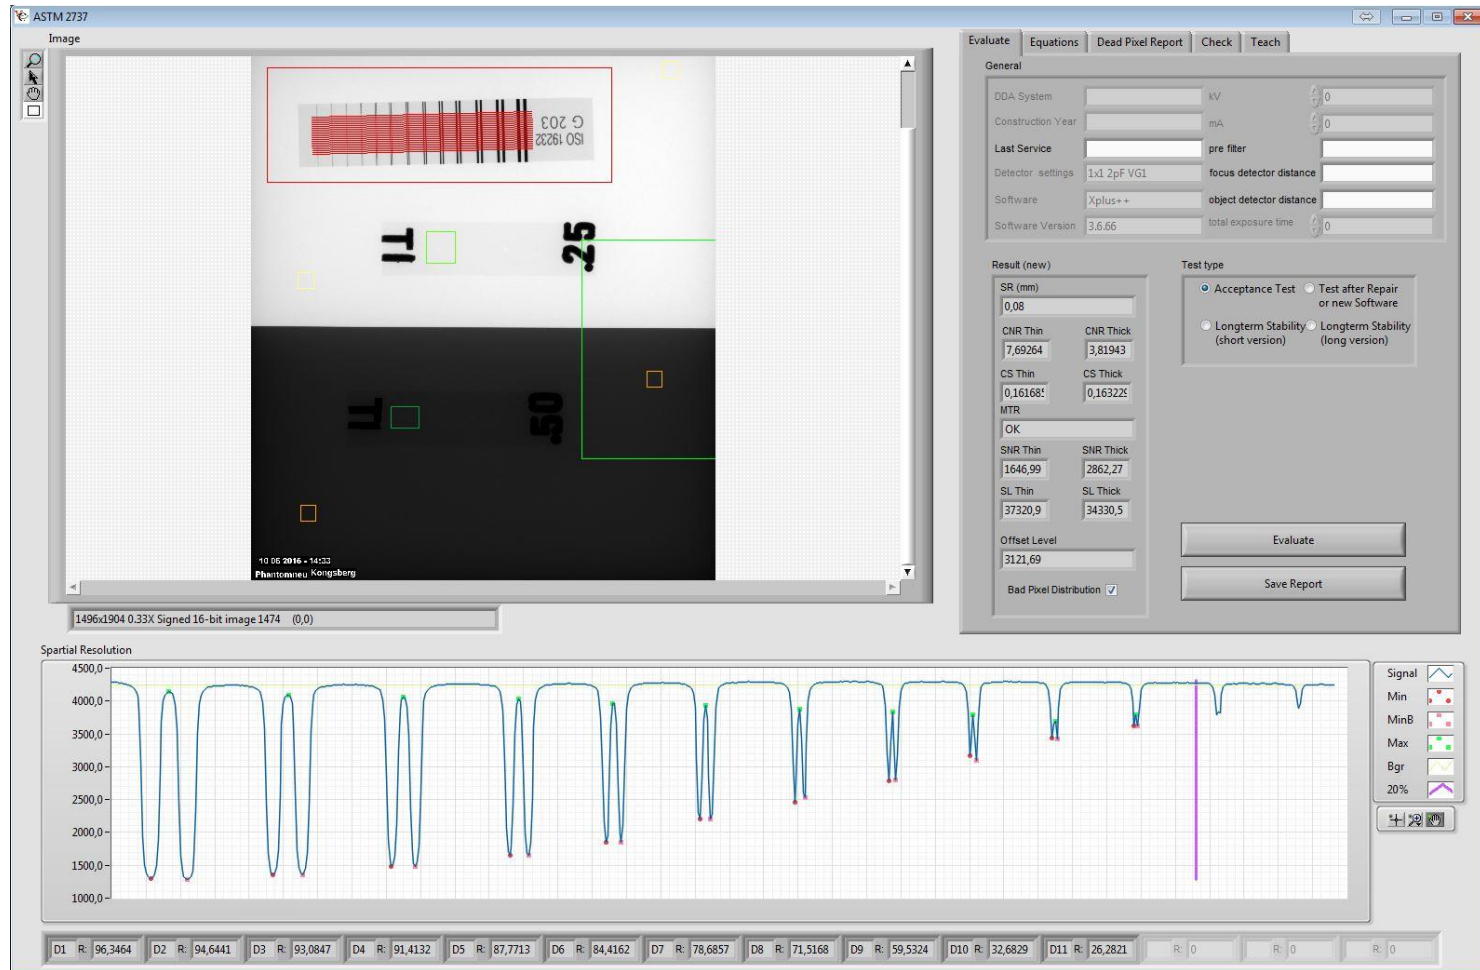 ASTM 2737
Image
ISO 19232
G 203
TI
.25
TI
.50
10 05 2016 - 14:33
Phantomneu Kongsberg
1496x1904 0.33X Signed 16-bit image 1474 (0,0)
Evaluate Equations Dead Pixel Report Check Teach
General
DDA System kV 0
Construction Year mA 0
Last Service pre filter
Detector settings 1x1 2pF VG1 focus detector distance
Software Xplus++ object detector distance
Software Version 3.6.66 total exposure time 0
Result (new)
SR (mm)
0,08
CNR Thin CNR Thick
7,69264 3,81943
CS Thin CS Thick
0,16168 0,16322
MTR
OK
SNR Thin SNR Thick
1646,99 2862,27
SL Thin SL Thick
37320,9 34330,5
Offset Level
3121,69
Bad Pixel Distribution
Test type
Acceptance Test Test after Repair
or new Software
Longterm Stability Longterm Stability
(short version) (long version)
Evaluate
Save Report
Spartial Resolution
4500,0
4000,0
3500,0
3000,0
2500,0
2000,0
1500,0
1000,0
Signal
Min
MinB
Max
Bgr
20%
D1 R: 96,3464 D2 R: 94,6441 D3 R: 93,0847 D4 R: 91,4132 D5 R: 87,7713 D6 R: 84,4162 D7 R: 78,6857 D8 R: 71,5168 D9 R: 59,5324 D10 R: 32,6829 D11 R: 26,2821 R: 0 R: 0 R: 0